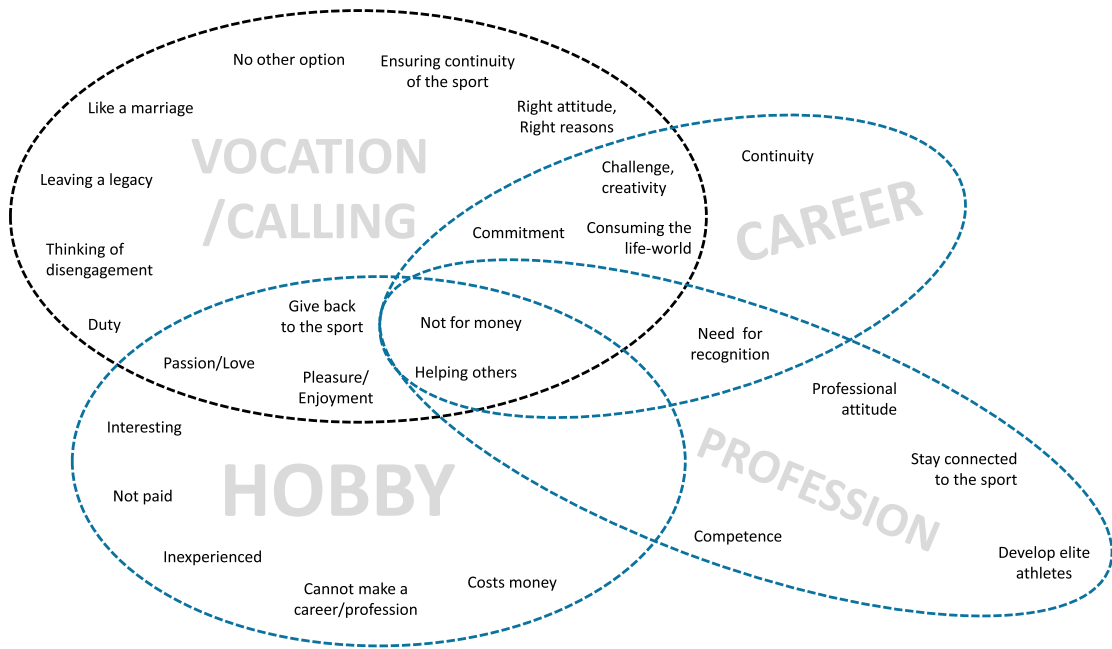 No other option
Ensuring continuity
of the sport
Like a marriage
Right attitude,
Right reasons
VOCATION
/CALLING
Continuity
Challenge,
creativity
Leaving a legacy
CAREER
Commitment
Consuming the
life-world
Thinking of
disengagement
Give back
to the sport
Duty
Not for money
Need  for
recognition
Passion/Love
Pleasure/
Enjoyment
Helping others
Professional
attitude
Interesting
HOBBY
PROFESSION
Stay connected
to the sport
Not paid
Competence
Inexperienced
Develop elite
athletes
Cannot make a
career/profession
Costs money